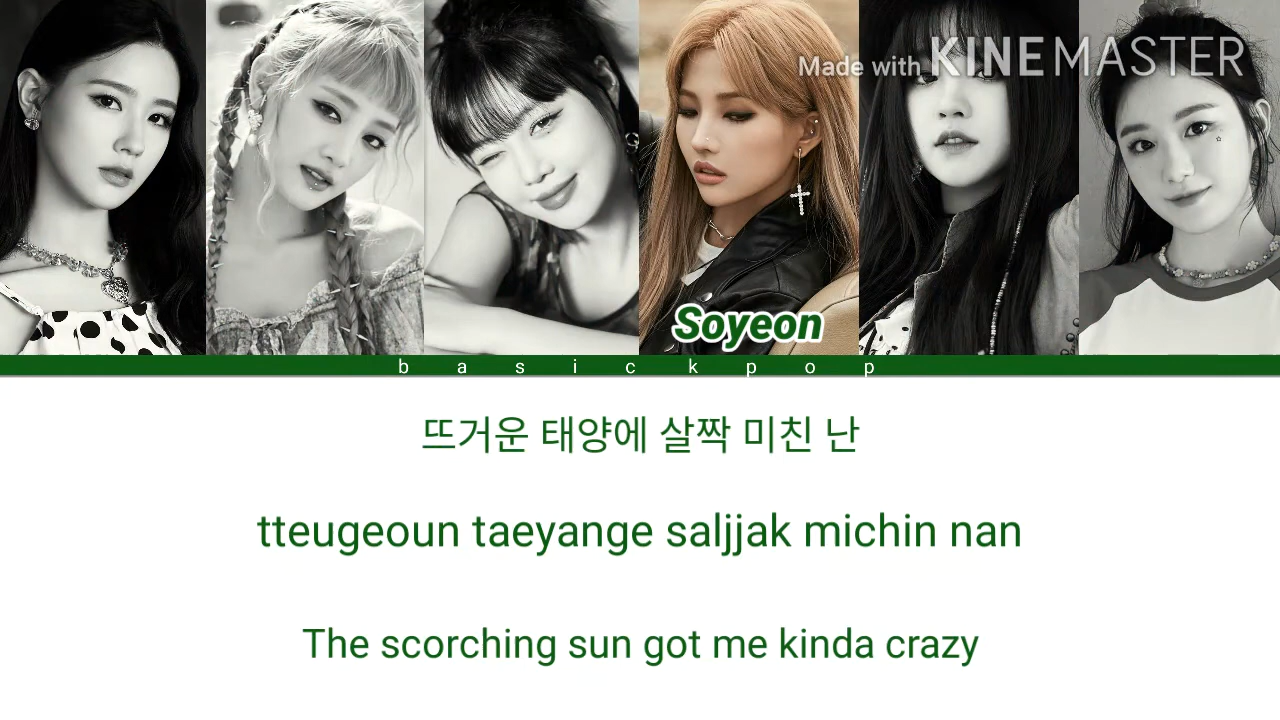 Made with KINEMASTER
Soyeon
basickpop
뜨거운 태양에 살짝 미친 난
tteugeoun taeyange saljjak michin nan
The scorching sun got me kinda crazy